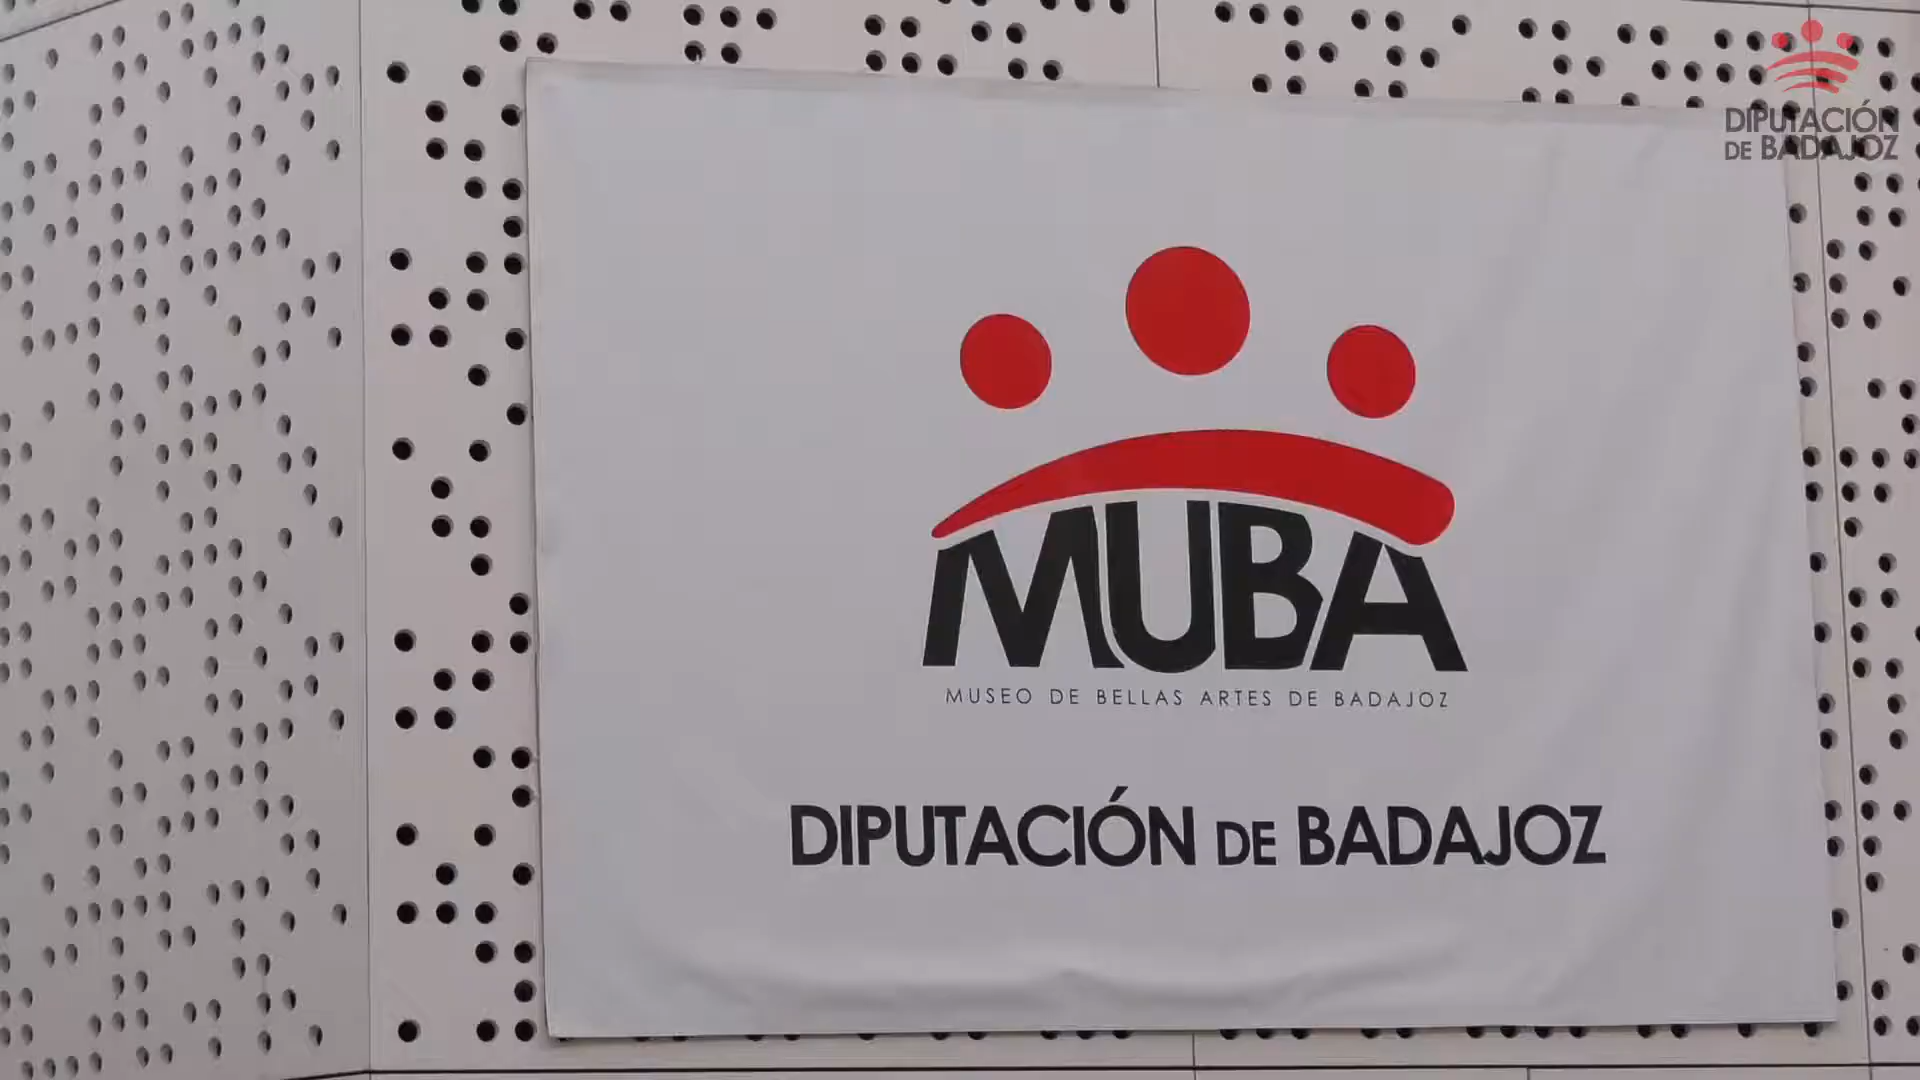 DIPUTACIÓN
DE BADAJOZ
MUBA
MUSEO DE BELLAS ARTES DE BADAJOZ
DIPUTACIÓN DE BADAJOZ